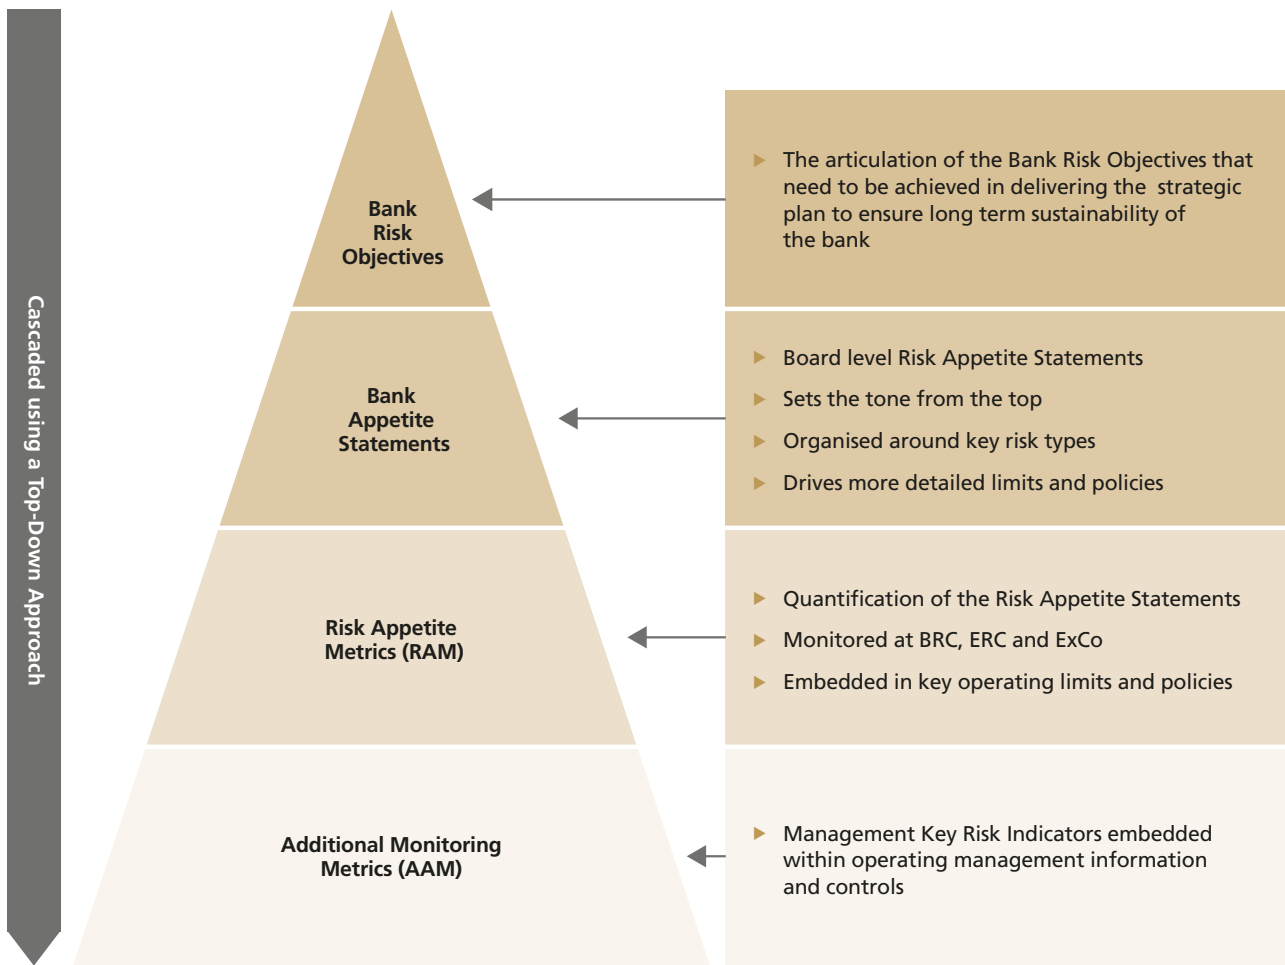 Cascaded using a Top-Down Approach
Bank
Risk
Objectives
The articulation of the Bank Risk Objectives that
need to be achieved in delivering the strategic
plan to ensure long term sustainability of
the bank
Bank
Appetite
Statements
Board level Risk Appetite Statements
Sets the tone from the top
Organised around key risk types
Drives more detailed limits and policies
Risk Appetite
Metrics (RAM)
Quantification of the Risk Appetite Statements
Monitored at BRC, ERC and ExCo
Embedded in key operating limits and policies
Additional Monitoring
Metrics (AAM)
Management Key Risk Indicators embedded
within operating management information
and controls